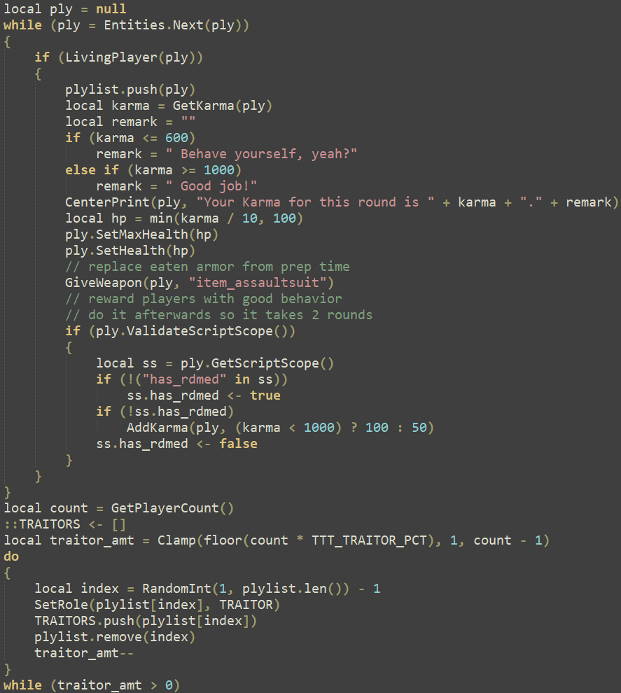 local ply = null
while (ply = Entities.Next(ply))
{
    if (LivingPlayer(ply))
    {
        plylist.push(ply)
        local karma = GetKarma(ply)
        local remark = ""
        if (karma <= 600)
            remark = " Behave yourself, yeah?"
        else if (karma >= 1000)
            remark = " Good job!"
        CenterPrint(ply, "Your Karma for this round is " + karma + "." + remark)
        local hp = min(karma / 10, 100)
        ply.SetMaxHealth(hp)
        ply.SetHealth(hp)
        // replace eaten armor from prep time
        GiveWeapon(ply, "item_assaultsuit")
        // reward players with good behavior
        // do it afterwards so it takes 2 rounds
        if (ply.ValidateScriptScope())
        {
            local ss = ply.GetScriptScope()
            if (!("has_rdmed" in ss))
                ss.has_rdmed <- true
            if (!ss.has_rdmed)
                AddKarma(ply, (karma < 1000) ? 100 : 50)
            ss.has_rdmed <- false
        }
    }
}
local count = GetPlayerCount()
::TRAITORS <- []
local traitor_amt = Clamp(floor(count * TTT_TRAITOR_PCT), 1, count - 1)
do
{
    local index = RandomInt(1, plylist.len()) - 1
    SetRole(plylist[index], TRAITOR)
    TRAITORS.push(plylist[index])
    plylist.remove(index)
    traitor_amt--
}
while (traitor_amt > 0)